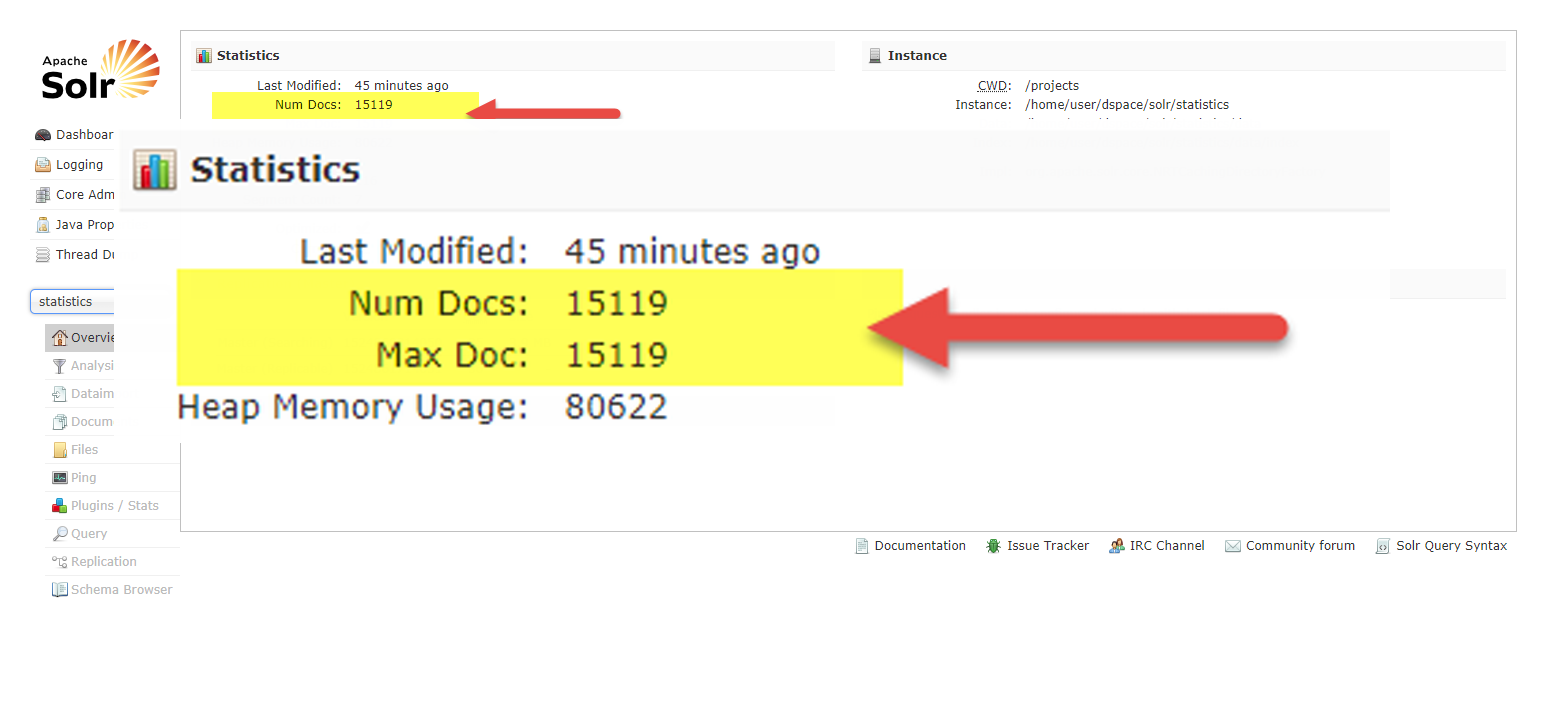 Apache
Solr
Statistics
Last Modified: 45 minutes ago
Num Docs: 15119
Instance
CWD: /projects
Instance: /home/user/dspace/solr/statistics
Dashboar
Logging
Core Adm
Java Prop
Thread Du
statistics
Overvie
Analysi
Dataim
Docum
Files
Ping
Plugins / Stats
Query
Replication
Schema Browser
Statistics
Last Modified: 45 minutes ago
Num Docs: 15119
Max Doc: 15119
Heap Memory Usage: 80622
Documentation Issue Tracker IRC Channel Community forum Solr Query Syntax